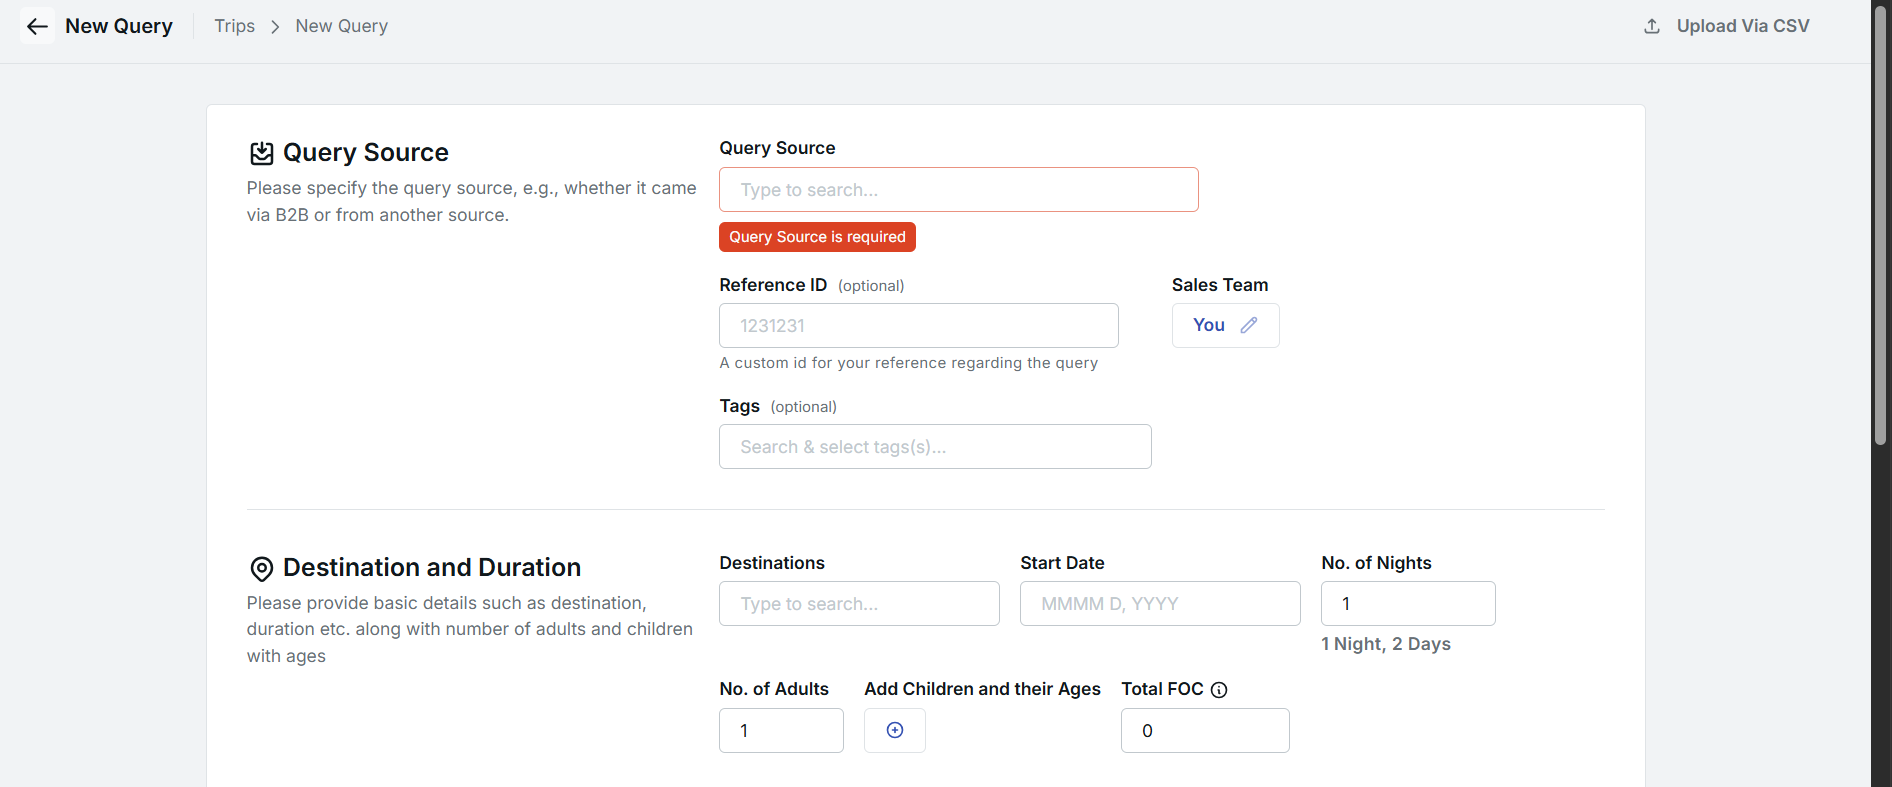 New Query
Trips > New Query
Upload Via CSV
Query Source
Please specify the query source, e.g., whether it came
via B2B or from another source.
Query Source
Type to search...
Query Source is required
Reference ID (optional)
1231231
A custom id for your reference regarding the query
Sales Team
You
Tags (optional)
Search & select tags(s)...
Destination and Duration
Please provide basic details such as destination,
duration etc. along with number of adults and children
with ages
Destinations
Type to search...
Start Date
MMMM D, YYYY
No. of Nights
1
1 Night, 2 Days
No. of Adults
1
Add Children and their Ages
Total FOC
0